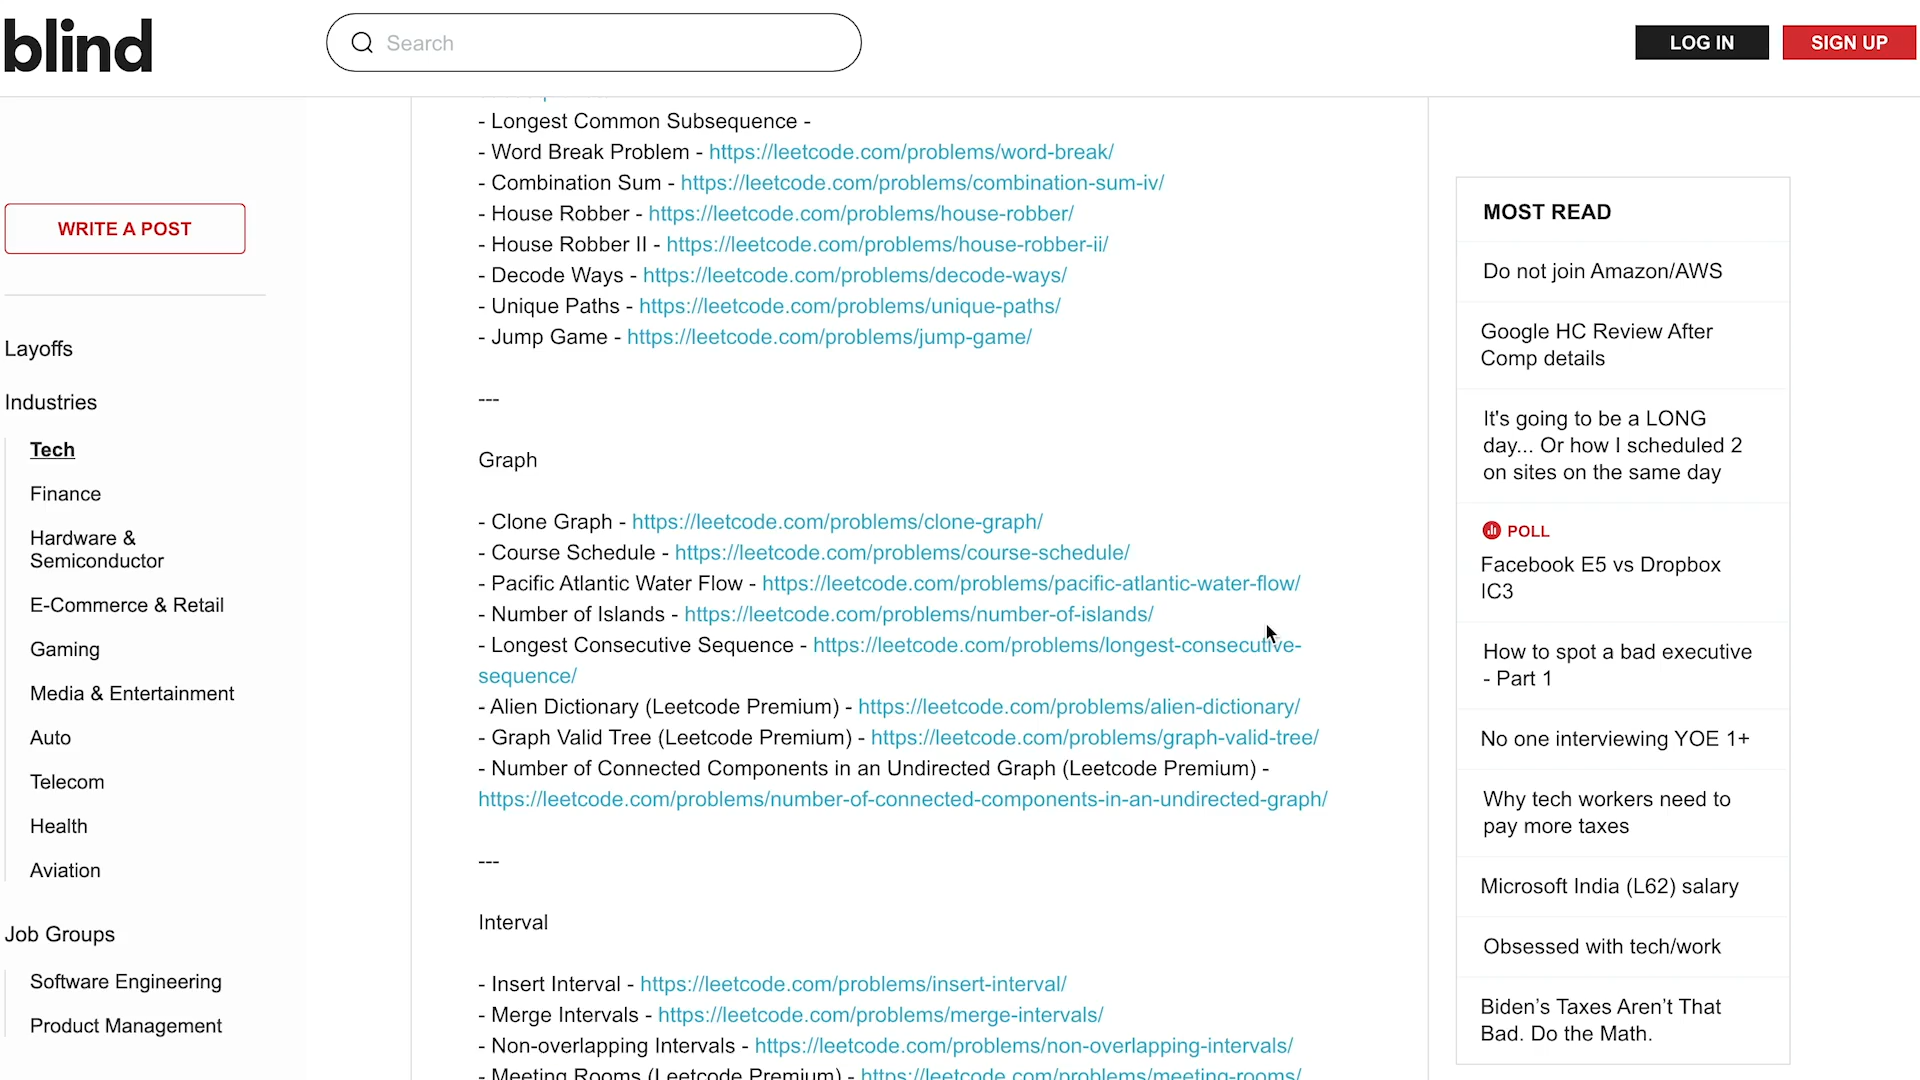 blind
Search
LOG IN
SIGN UP
WRITE A POST
Layoffs
Industries
Tech
Finance
Hardware &
Semiconductor
E-Commerce & Retail
Gaming
Media & Entertainment
Auto
Telecom
Health
Aviation
Job Groups
Software Engineering
Product Management
- Longest Common Subsequence -
- Word Break Problem - https://leetcode.com/problems/word-break/
- Combination Sum - https://leetcode.com/problems/combination-sum-iv/
- House Robber - https://leetcode.com/problems/house-robber/
- House Robber II - https://leetcode.com/problems/house-robber-ii/
- Decode Ways - https://leetcode.com/problems/decode-ways/
- Unique Paths - https://leetcode.com/problems/unique-paths/
- Jump Game - https://leetcode.com/problems/jump-game/
---
Graph
- Clone Graph - https://leetcode.com/problems/clone-graph/
- Course Schedule - https://leetcode.com/problems/course-schedule/
- Pacific Atlantic Water Flow - https://leetcode.com/problems/pacific-atlantic-water-flow/
- Number of Islands - https://leetcode.com/problems/number-of-islands/
- Longest Consecutive Sequence - https://leetcode.com/problems/longest-consecutive-
sequence/
- Alien Dictionary (Leetcode Premium) - https://leetcode.com/problems/alien-dictionary/
- Graph Valid Tree (Leetcode Premium) - https://leetcode.com/problems/graph-valid-tree/
- Number of Connected Components in an Undirected Graph (Leetcode Premium) -
https://leetcode.com/problems/number-of-connected-components-in-an-undirected-graph/
---
Interval
- Insert Interval - https://leetcode.com/problems/insert-interval/
- Merge Intervals - https://leetcode.com/problems/merge-intervals/
- Non-overlapping Intervals - https://leetcode.com/problems/non-overlapping-intervals/
- Meeting Rooms (Leetcode Premium) - https://leetcode.com/problems/meeting-rooms/
MOST READ
Do not join Amazon/AWS
Google HC Review After
Comp details
It's going to be a LONG
day... Or how I scheduled 2
on sites on the same day
POLL
Facebook E5 vs Dropbox
IC3
How to spot a bad executive
- Part 1
No one interviewing YOE 1+
Why tech workers need to
pay more taxes
Microsoft India (L62) salary
Obsessed with tech/work
Biden’s Taxes Aren’t That
Bad. Do the Math.